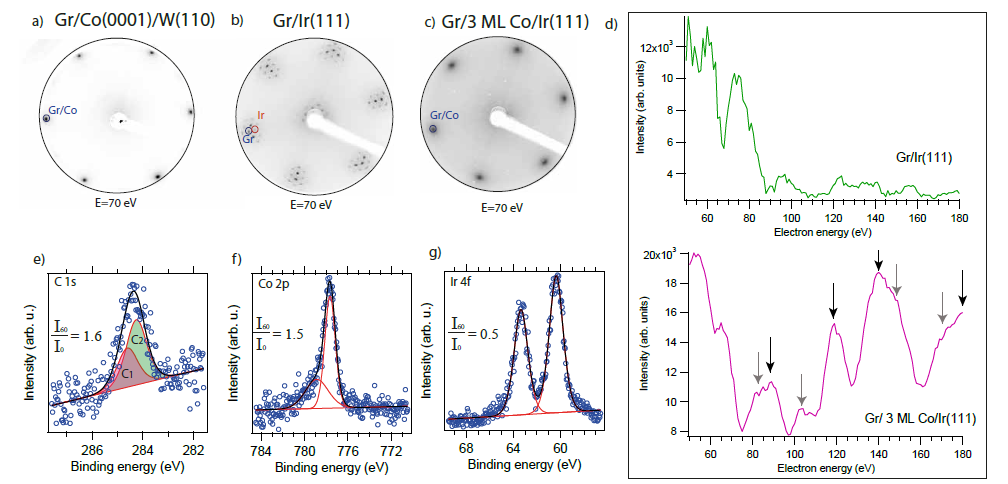 a) Gr/Co(0001)/W(110)
Gr/Co
E=70 eV
b) Gr/Ir(111)
Ir
Gr
E=70 eV
c) Gr/3 ML Co/Ir(111)
Gr/Co
E=70 eV
d)
Intensity (arb. units)
12x10³
10
8
6
4
Gr/Ir(111)
60 80 100 120 140 160 180
Electron energy (eV)
Intensity (arb. units)
20x10³
18
16
14
12
10
8
Gr/ 3 ML Co/Ir(111)
60 80 100 120 140 160 180
Electron energy (eV)
e)
C 1s
I60/I0 = 1.6
C2
C1
Intensity (arb. u.)
286 284 282
Binding energy (eV)
f)
Co 2p
I60/I0 = 1.5
Intensity (arb. u.)
784 780 776 772
Binding energy (eV)
g)
Ir 4f
I60/I0 = 0.5
Intensity (arb. u.)
68 64 60
Binding energy (eV)